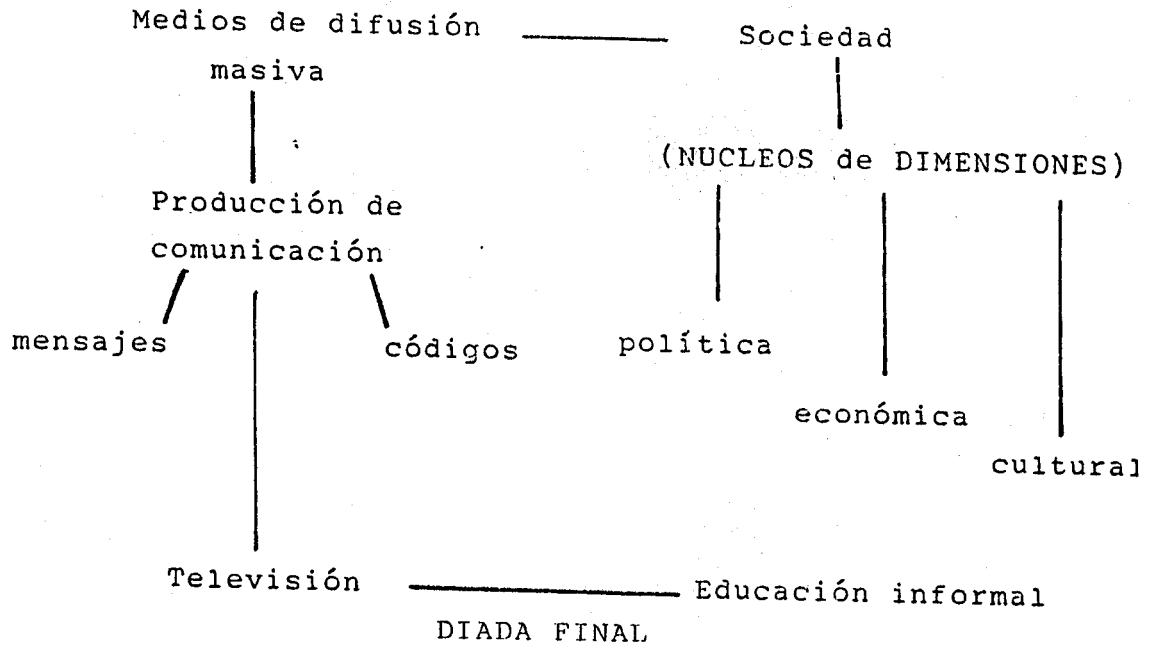 Medios de difusión
masiva
Sociedad
(NUCLEOS de DIMENSIONES)
Producción de
comunicación
mensajes
códigos
política
económica
cultural
Televisión
Educación informal
DIADA FINAL